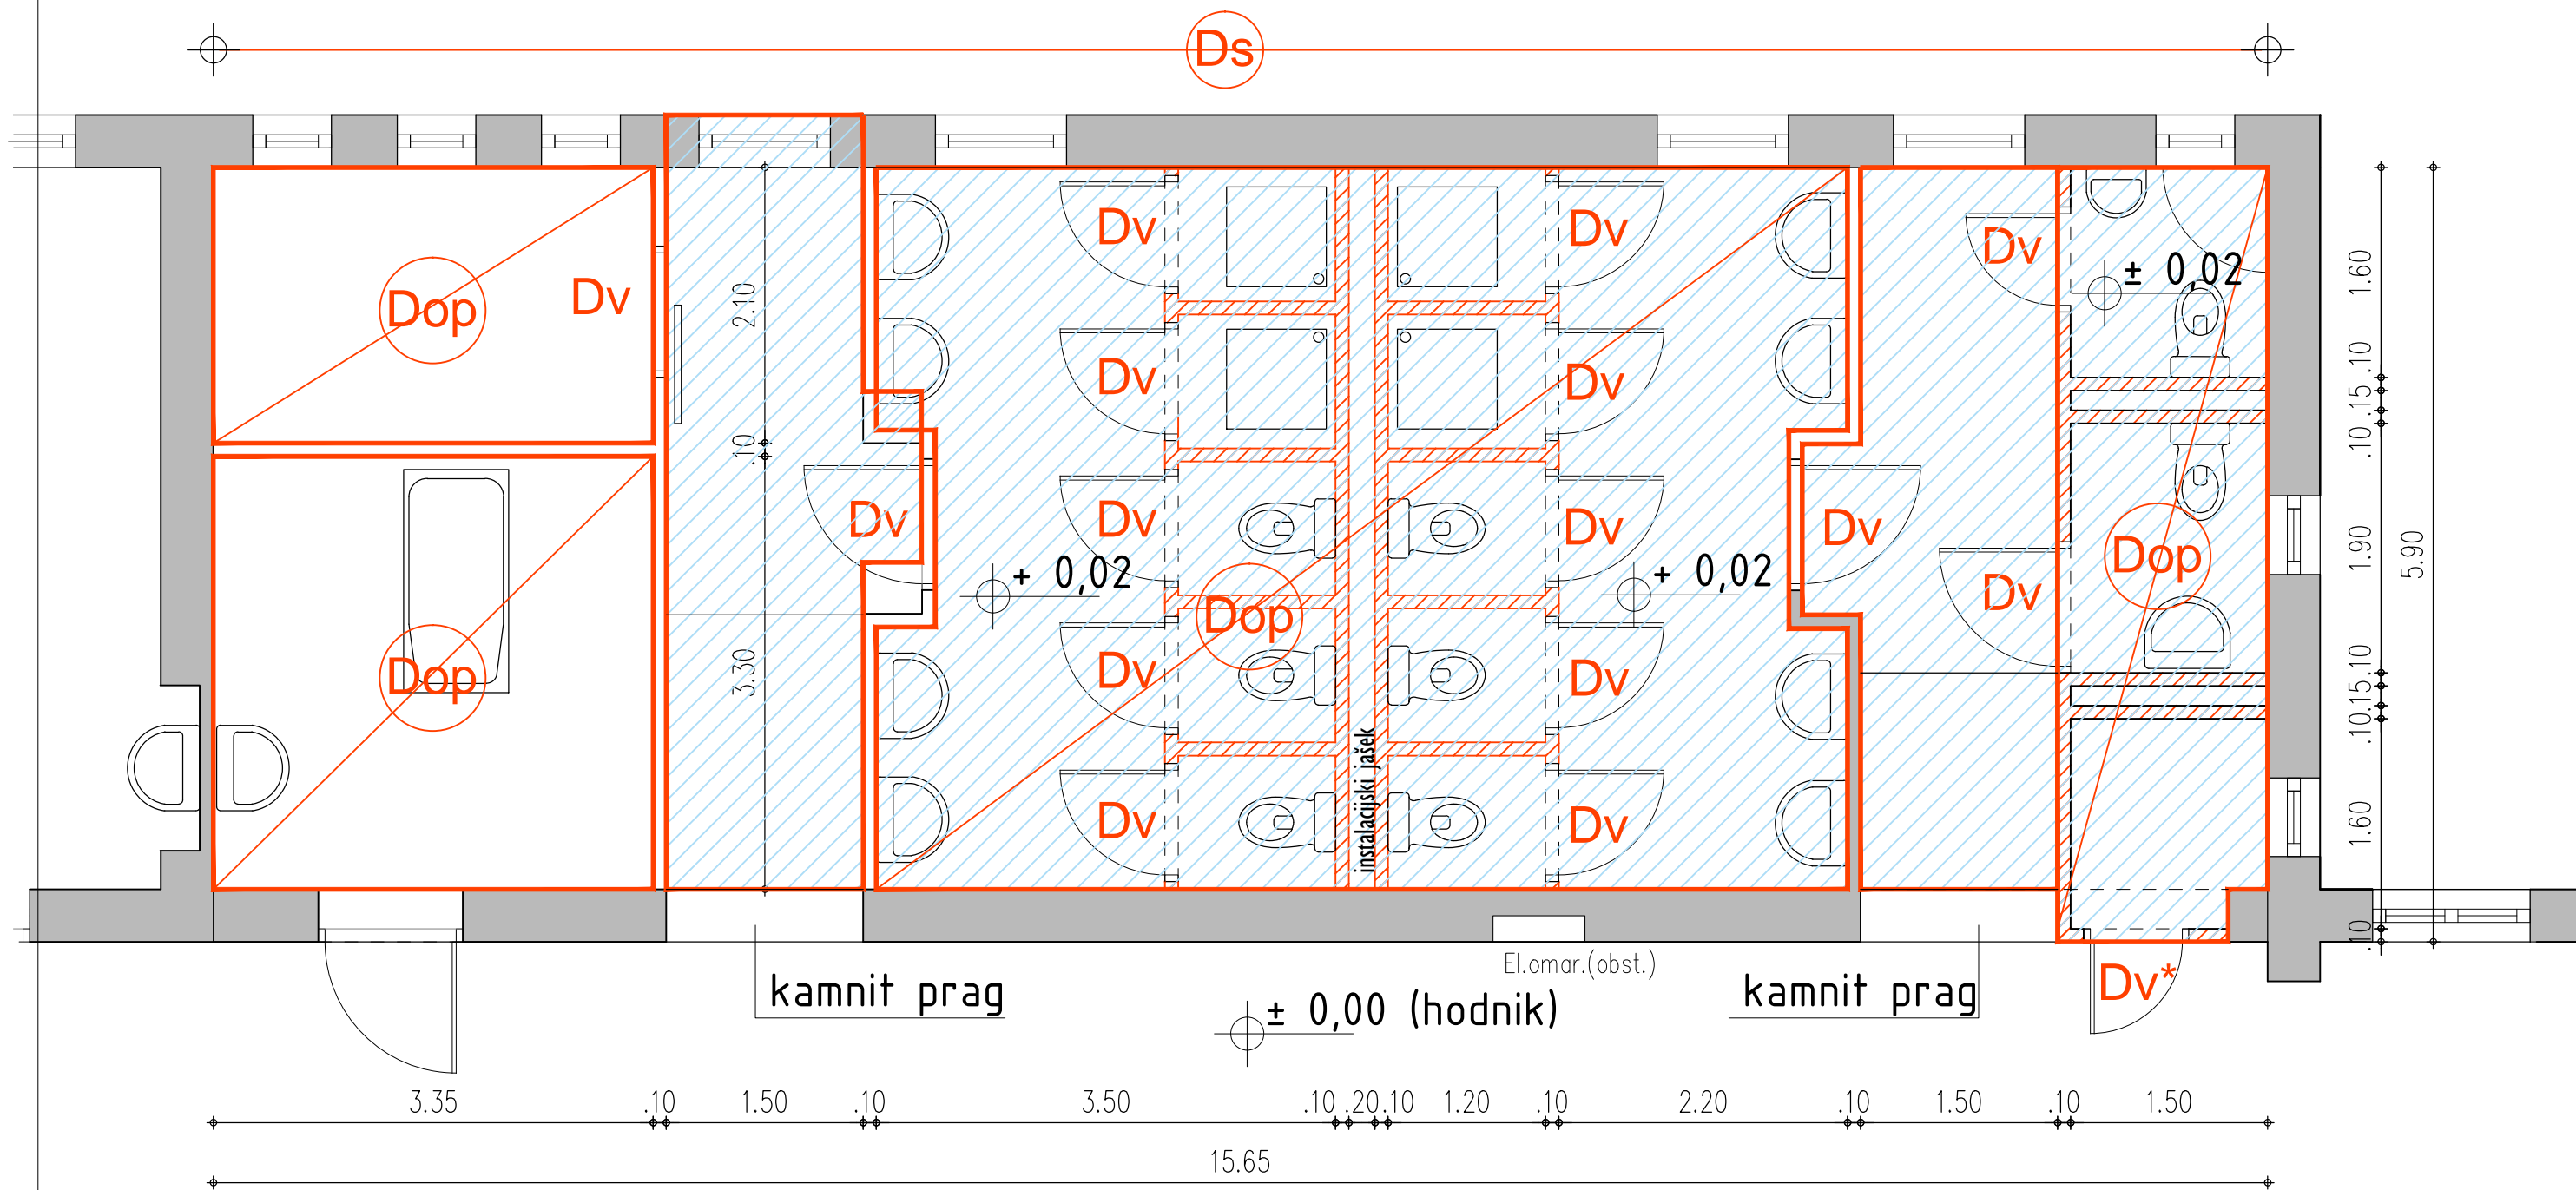 Ds
Dv Dv
Dv
± 0,02
Dop
Dv
2.10
1.60
.10
Dv Dv
.15
.10
.10
Dv
Dv
Dv
Dv
Dop
1.90
5.90
+ 0,02
+ 0,02
Dv
Dop
Dop
3.30
Dv
Dv
.10
.15
.10
instalacijski jašek
Dv
Dv
1.60
.10
El.omar.(obst.)
kamnit prag
kamnit prag
Dv*
± 0,00 (hodnik)
3.35 .10 1.50 .10 3.50 .10 .20 .10 1.20 .10 2.20 .10 1.50 .10 1.50
15.65